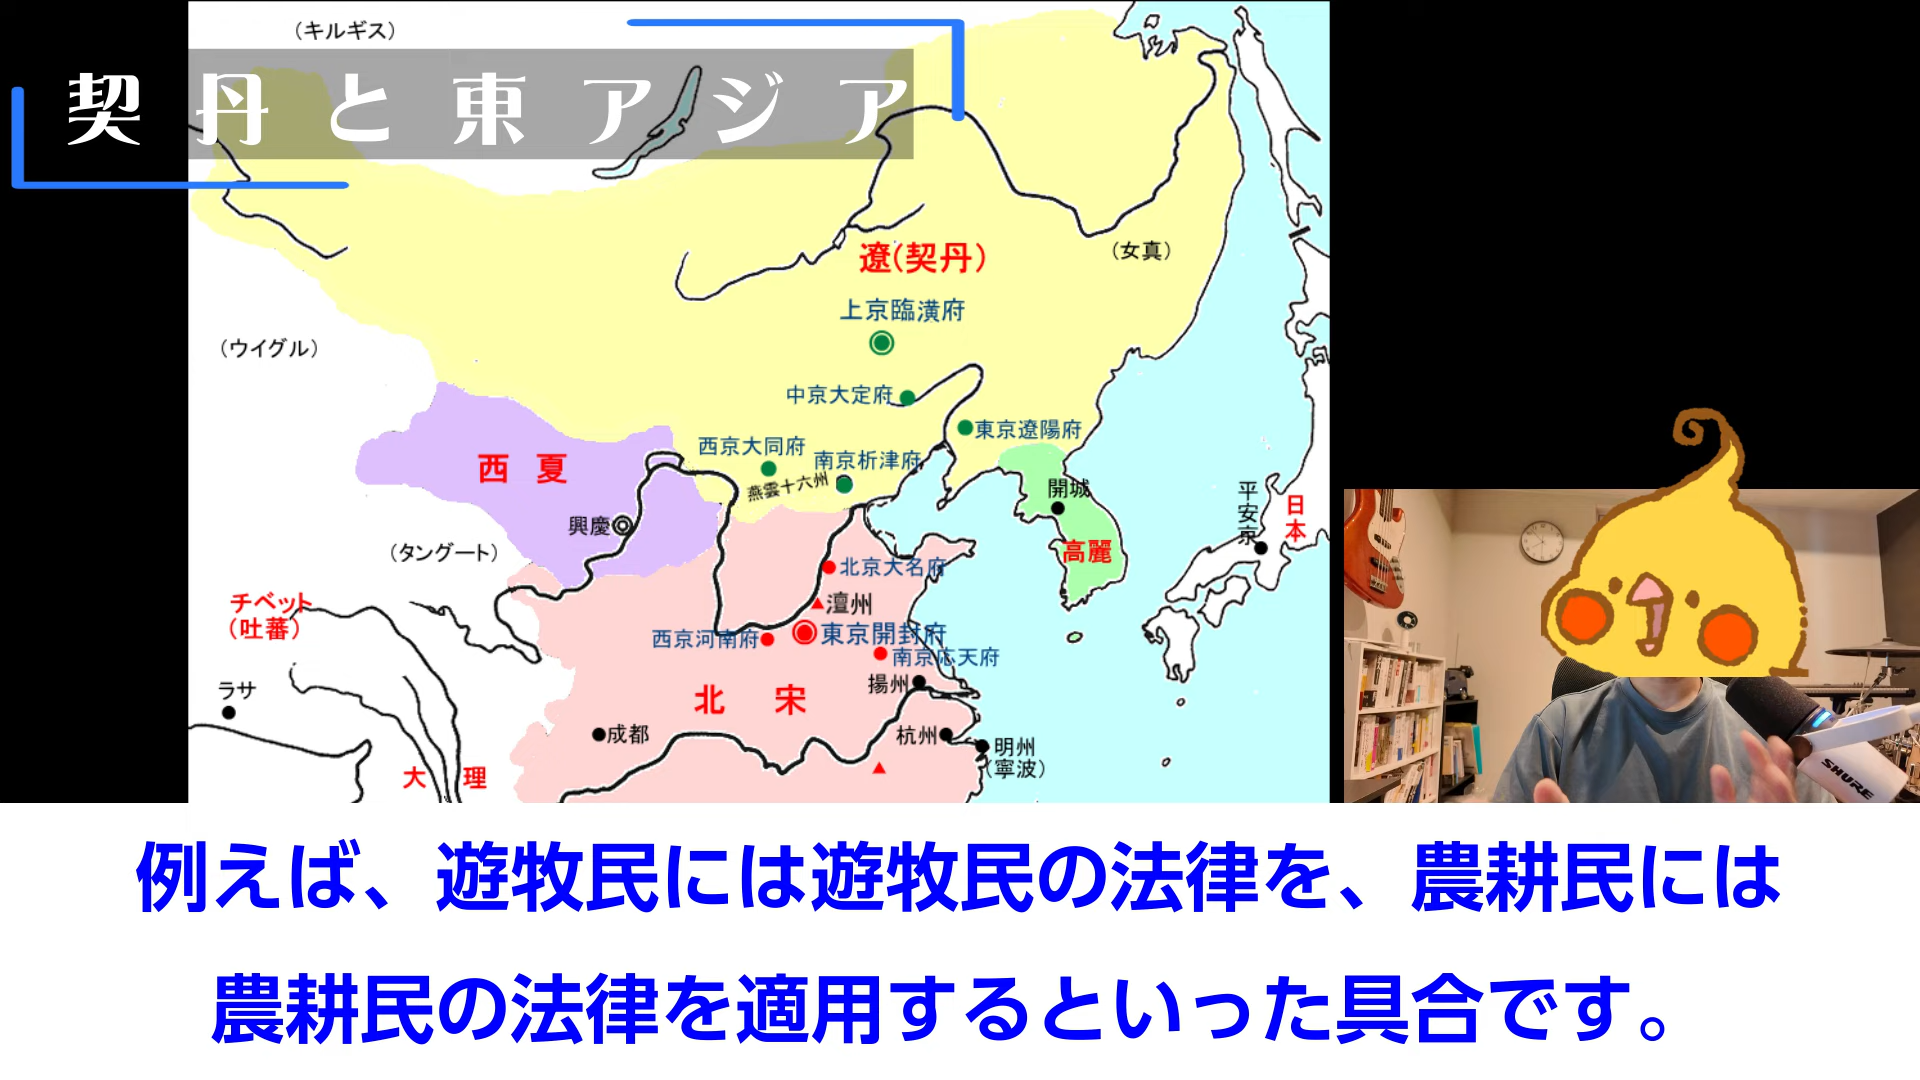 (キルギス)
契丹と東アジア
遼(契丹)
(女真)
上京臨潢府
(ウイグル)
中京大定府
東京遼陽府
西京大同府
南京析津府
燕雲十六州
西 夏
開城
平安京
日本
興慶
(タングート)
高麗
北京大名府
チベット
(吐蕃)
澶州
西京河南府
東京開封府
南京応天府
ラサ
揚州
北 宋
成都
杭州
明州
(寧波)
大 理
SHURE
例えば、遊牧民には遊牧民の法律を、農耕民には
農耕民の法律を適用するといった具合です。